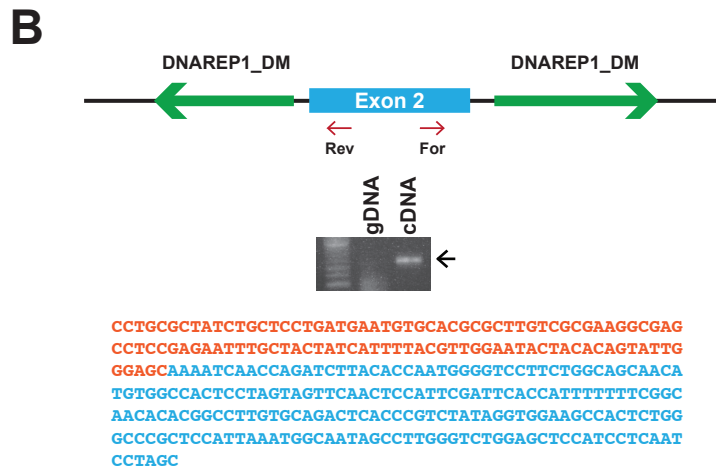 B
DNAREP1_DM DNAREP1_DM
Exon 2
Rev For
gDNA cDNA
CCTGCGCTATCTGCTCCTGATGAATGTGCACGCGCTTGTCGCGAAGGCGAG
CCTCCGAGAATTTGCTACTATCATTTTACGTTGGAATACTACACAGTATTG
GGAGCAAAATCAACCAGATCTTACACCAATGGGGTCCTTCTGGCAGCAACA
TGTGGCCACTCCTAGTAGTTCAACTCCATTCGATTCACCATTTTTTTCGGC
AACACACGGCCTTGTGCAGACTCACCCGTCTATAGGTGGAAGCCACTCTGG
GCCCGCTCCATTAAATGGCAATAGCCTTGGGTCTGGAGCTCCATCCTCAAT
CCTAGC